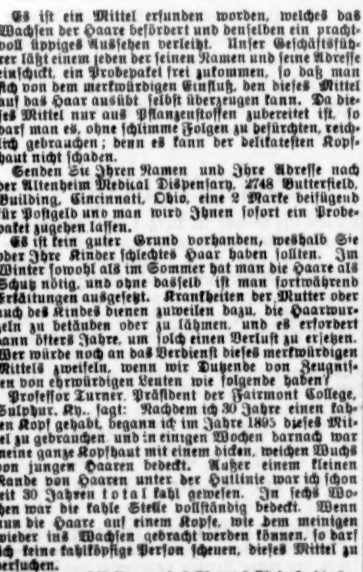 Es ist ein Mittel erfunden worden, welches das
Wachsen der Haare befördert und denselben ein pracht-
voll üppiges Aussehen verleiht. Unser Geschäftsfüh-
rer läßt einem jeden der seinen Namen und seine Adresse
einschickt, ein Probepaket frei zukommen, so daß man
sich von dem merkwürdigen Einfluß, den dieses Mittel
auf das Haar ausübt selbst überzeugen kann. Da die-
ses Mittel nur aus Pflanzenstoffen zubereitet ist, so
darf man es, ohne schlimme Folgen zu befürchten, reich-
lich gebrauchen; denn es kann der delikatesten Kopf-
haut nicht schaden.
Senden Sie Ihren Namen und Ihre Adresse nach
der Altenheim Medical Dispensary, 2748 Butterfield,
Building, Cincinnati, Ohio, eine 2 Marke beifügend
für Postgeld und man wird Ihnen sofort ein Probe-
paket zugehen lassen.
Es ist kein guter Grund vorhanden, weshalb Sie
oder Ihre Kinder schlechtes Haar haben sollten. Im
Winter sowohl als im Sommer hat man die Haare als
Schutz nötig, und ohne dasselb ist man fortwährend
Erkältungen ausgesetzt. Krankheiten der Mutter oder
auch des Kindes dienen zuweilen dazu, die Haarwur-
zeln zu betäuben oder zu lähmen, und es erfordert
dann öfters Jahre, um solch einen Verlust zu ersetzen.
Wer würde noch an das Verdienst dieses merkwürdigen
Mittels zweifeln, wenn wir Dutzende von Zeugnis-
sen von ehrwürdigen Leuten wie folgende haben?
Professor Turner, Präsident der Fairmont College,
Sulphur, Ky., sagt: Nachdem ich 30 Jahre einen kah-
len Kopf gehabt, begann ich im Jahre 1895 dieses Mit-
tel zu gebrauchen und in einigen Wochen darnach war
meine ganze Kopfhaut mit einem dicken, weichen Wuchs
von jungen Haaren bedeckt. Außer einem kleinen
Rande von Haaren unter der Hutlinie war ich schon
seit 30 Jahren total kahl gewesen. In sechs Wo-
chen war die kahle Stelle vollständig bedeckt. Wenn
nun die Haare auf einem Kopfe, wie dem meinigen
wieder ins Wachsen gebracht werden können, so darf
sich keine kahlköpfige Person scheuen, dieses Mittel zu
versuchen.